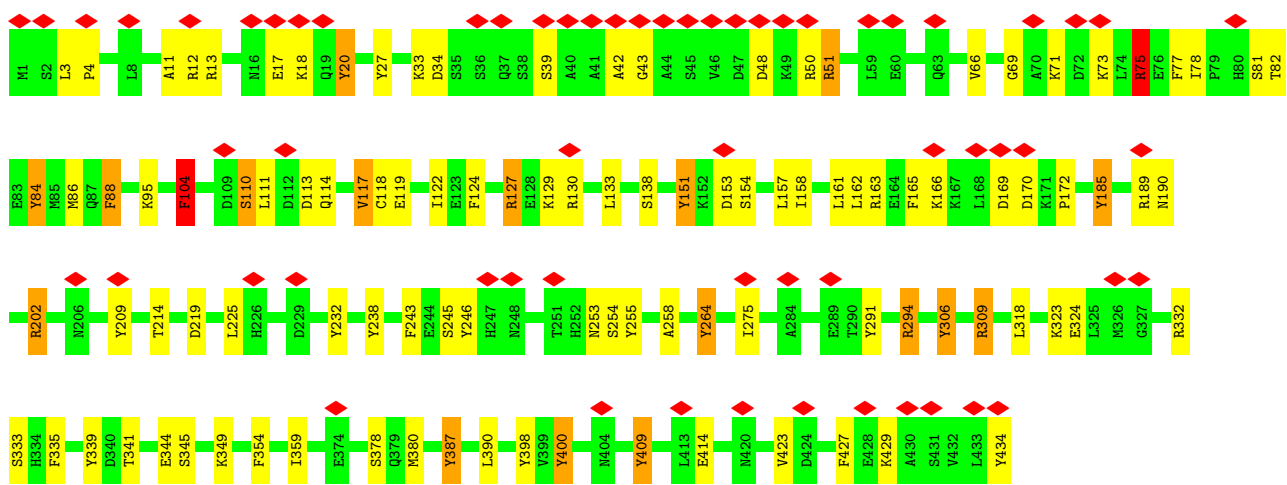 M1 S2 L3 P4 L8 A11 R12 R13 N16 E17 K18 Q19 Y20 Y27 K33 D34 S35 S36 Q37 S38 S39 A40 A41 A42 G43 A44 S45 V46 D47 D48 K49 R50 R51 L59 E60 Q63 V66 G69 A70 K71 D72 K73 L74 R75 E76 F77 I78 P79 H80 S81 T82
E83 Y84 M85 M86 Q87 F88 K95 F104 D109 S110 L111 D112 D113 Q114 V117 C118 E119 I122 E123 F124 R127 E128 K129 R130 L133 S138 Y151 K152 D153 S154 L157 I158 L161 L162 R163 E164 F165 K166 K167 L168 D169 D170 K171 P172 Y185 R189 N190
R202 N206 Y209 T214 D219 L225 H226 D229 Y232 Y238 F243 E244 S245 Y246 H247 N248 T251 H252 N253 S254 Y255 A258 Y264 I275 A284 E289 T290 Y291 R294 Y306 R309 L318 K323 E324 L325 M326 G327 R332
S333 H334 F335 Y339 D340 T341 E344 S345 K349 F354 I359 E374 S378 Q379 M380 Y387 L390 Y398 V399 Y400 N404 Y409 L413 E414 N420 V423 D424 F427 E428 K429 A430 S431 V432 L433 Y434